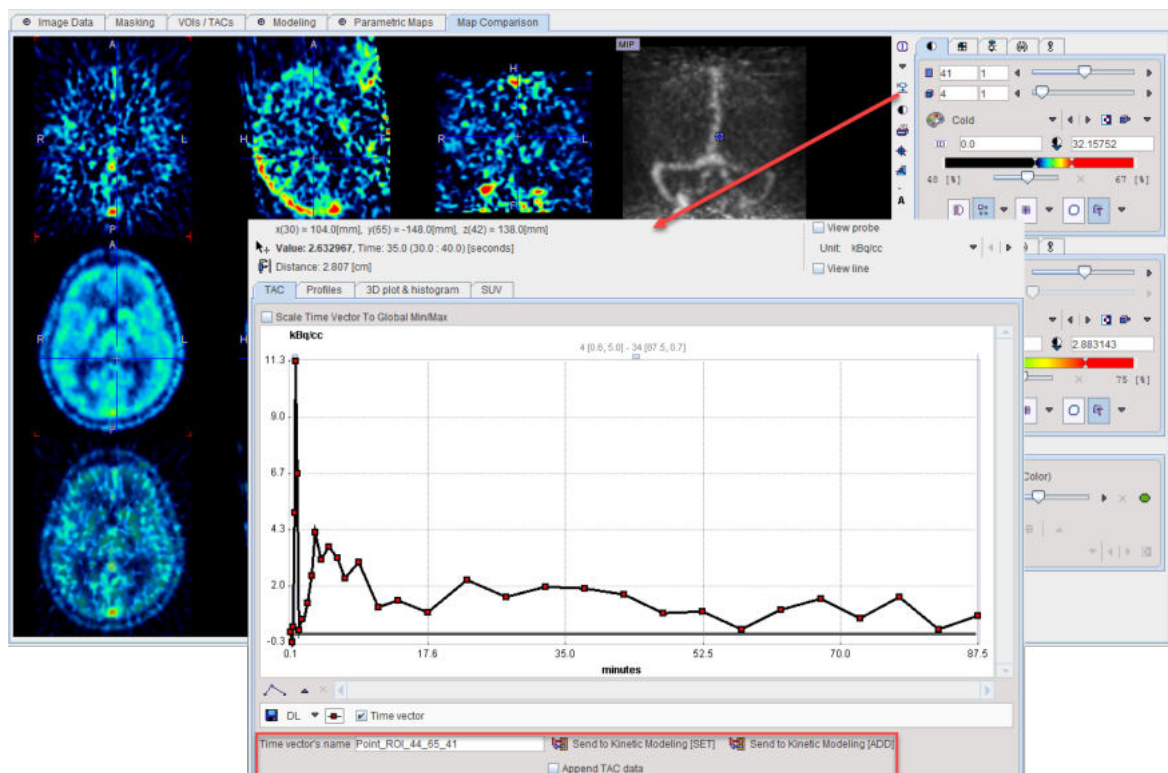 Image Data Masking VOIs / TACs Modeling Parametric Maps Map Comparison
A
A
H
MIP
R
L
H
R
L
P
P
A
R
L
P
A
R
L
P
41 1
4 1
Cold
0.0 32.15752
48 [%] 67 [%]
A
2.883143
75 [%]
Color)
x(30) = 104.0[mm], y(65) = -148.0[mm], z(42) = 138.0[mm]
Value: 2.632967, Time: 35.0 (30.0 : 40.0) [seconds]
Distance: 2.807 [cm]
View probe
Unit: kBq/cc
View line
TAC Profiles 3D plot & histogram SUV
Scale Time Vector To Global Min/Max
kBq/cc
4 [0.6, 5.0] - 34 [87.5, 0.7]
11.3
9.0
6.7
4.3
2.0
-0.3
0.1 17.6 35.0 52.5 70.0 87.5
minutes
DL Time vector
Time vector's name Point_ROI_44_65_41 Send to Kinetic Modeling [SET] Send to Kinetic Modeling [ADD]
Append TAC data